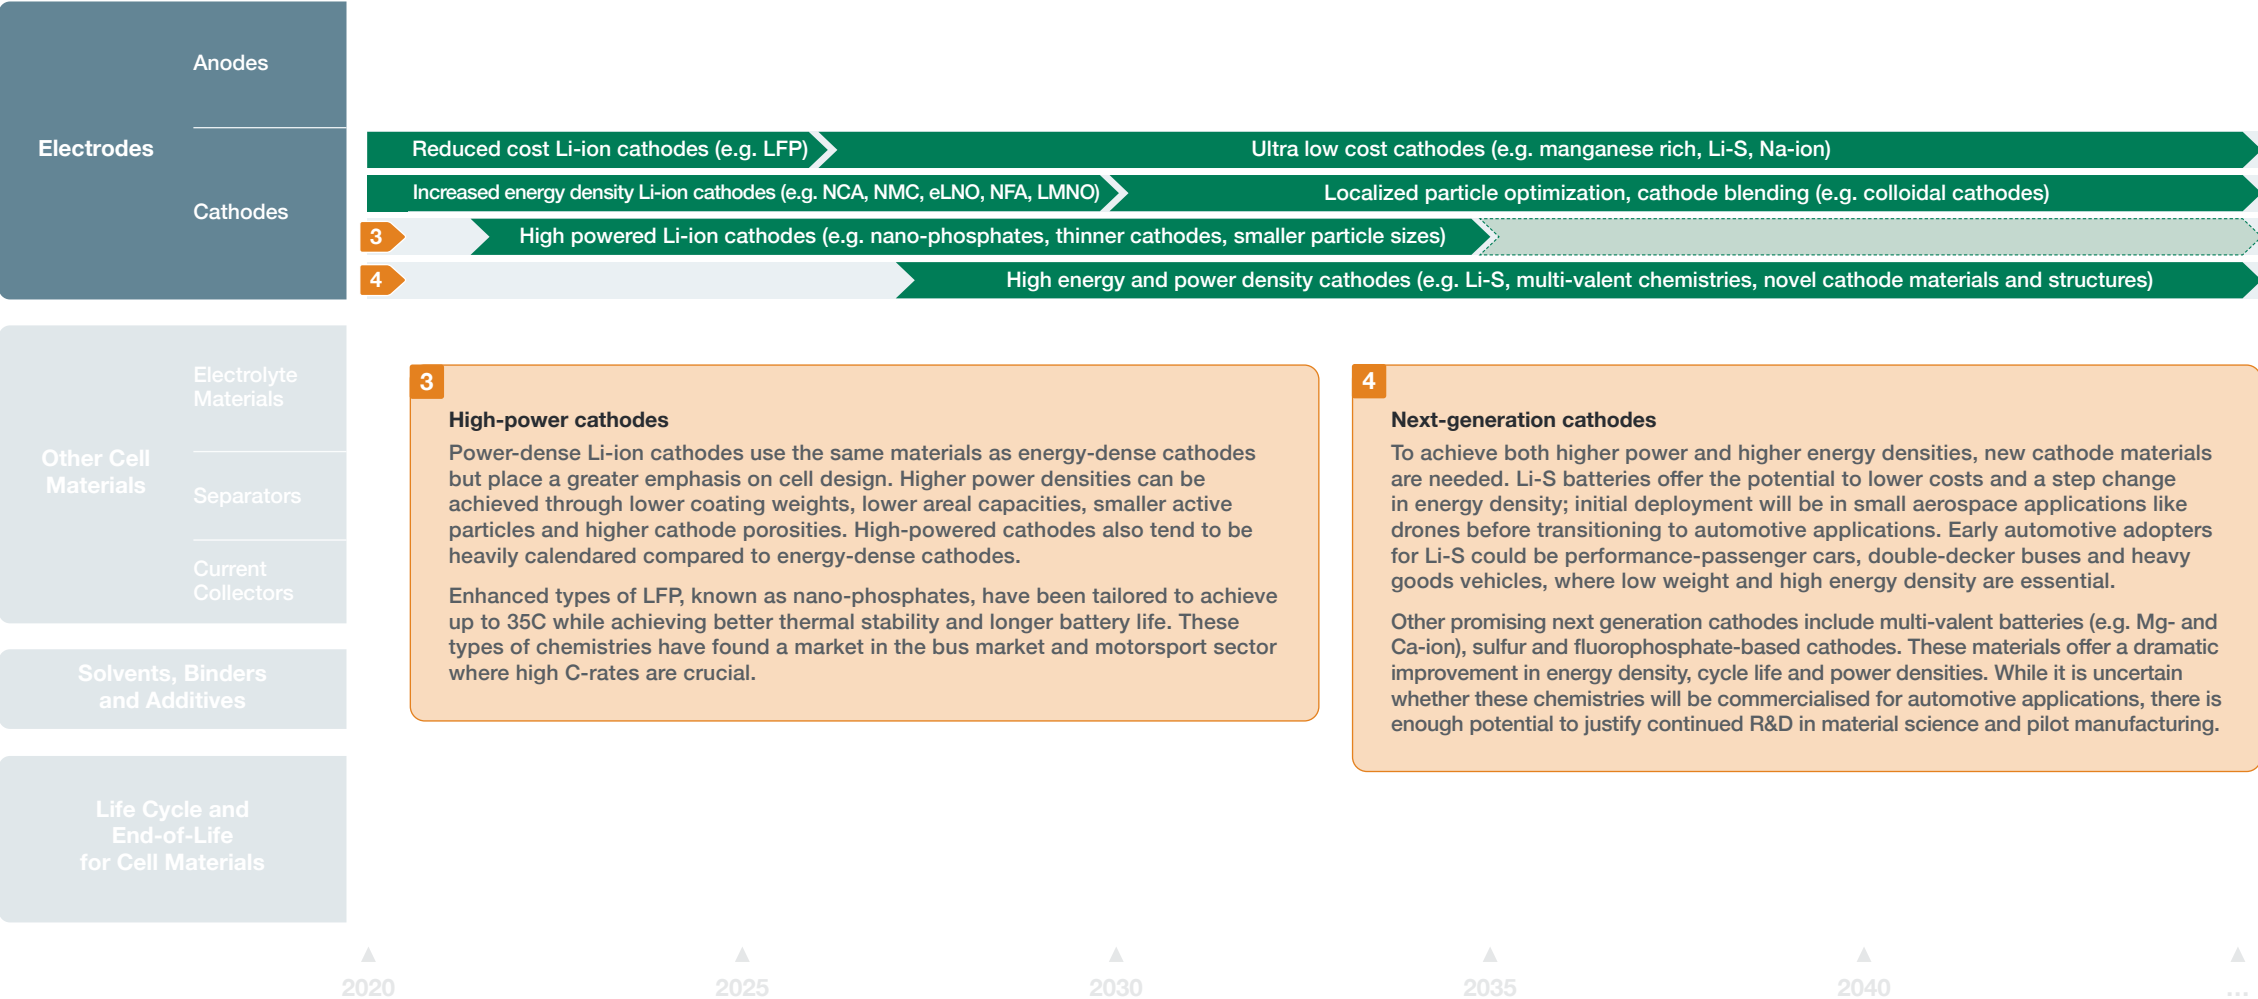 Electrodes
Anodes
Cathodes
Reduced cost Li-ion cathodes (e.g. LFP)
Ultra low cost cathodes (e.g. manganese rich, Li-S, Na-ion)
Increased energy density Li-ion cathodes (e.g. NCA, NMC, eLNO, NFA, LMNO)
Localized particle optimization, cathode blending (e.g. colloidal cathodes)
3
High powered Li-ion cathodes (e.g. nano-phosphates, thinner cathodes, smaller particle sizes)
4
High energy and power density cathodes (e.g. Li-S, multi-valent chemistries, novel cathode materials and structures)
Other Cell
Materials
Electrolyte
Materials
Separators
Current
Collectors
Solvents, Binders
and Additives
Life Cycle and
End-of-Life
for Cell Materials
3
High-power cathodes
Power-dense Li-ion cathodes use the same materials as energy-dense cathodes
but place a greater emphasis on cell design. Higher power densities can be
achieved through lower coating weights, lower areal capacities, smaller active
particles and higher cathode porosities. High-powered cathodes also tend to be
heavily calendared compared to energy-dense cathodes.
Enhanced types of LFP, known as nano-phosphates, have been tailored to achieve
up to 35C while achieving better thermal stability and longer battery life. These
types of chemistries have found a market in the bus market and motorsport sector
where high C-rates are crucial.
4
Next-generation cathodes
To achieve both higher power and higher energy densities, new cathode materials
are needed. Li-S batteries offer the potential to lower costs and a step change
in energy density; initial deployment will be in small aerospace applications like
drones before transitioning to automotive applications. Early automotive adopters
for Li-S could be performance-passenger cars, double-decker buses and heavy
goods vehicles, where low weight and high energy density are essential.
Other promising next generation cathodes include multi-valent batteries (e.g. Mg- and
Ca-ion), sulfur and fluorophosphate-based cathodes. These materials offer a dramatic
improvement in energy density, cycle life and power densities. While it is uncertain
whether these chemistries will be commercialised for automotive applications, there is
enough potential to justify continued R&D in material science and pilot manufacturing.
2020
2025
2030
2035
2040
...